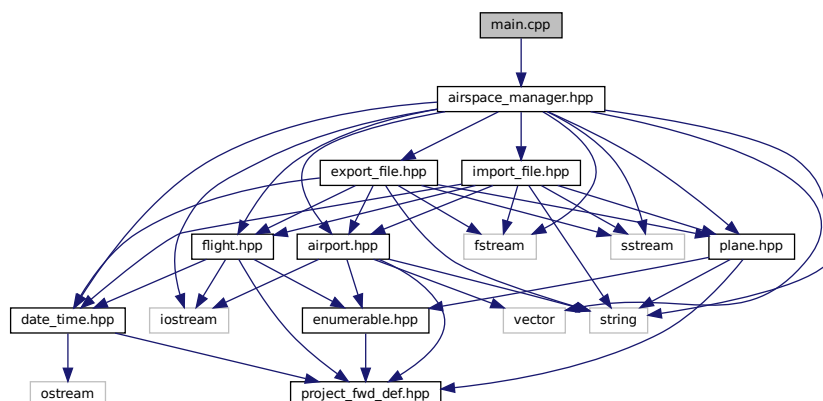 main.cpp
airspace_manager.hpp
export_file.hpp
import_file.hpp
flight.hpp
airport.hpp
fstream
sstream
plane.hpp
date_time.hpp
iostream
enumerable.hpp
vector
string
ostream
project_fwd_def.hpp